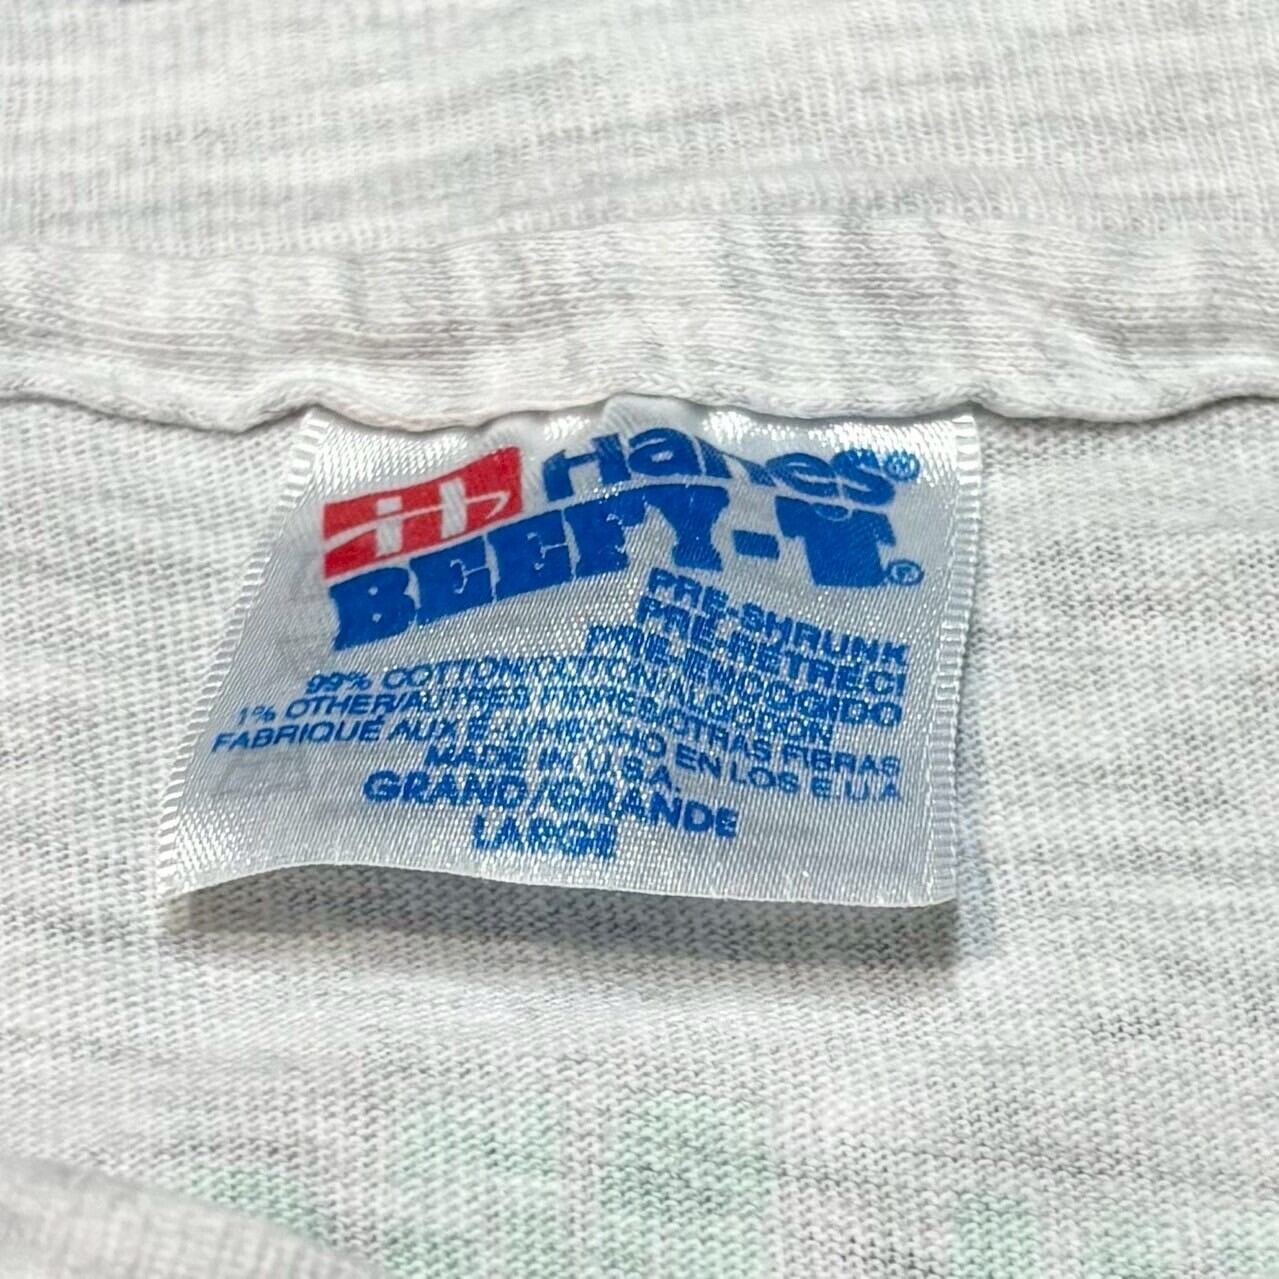 Hanes®
BEEFY-T®
PRE-SHRUNK
PRE-RETRECI
PRE-ENCOGIDO
99% COTTON/COTON/ALGODON
1% OTHER/AUTRES FIBRES/OTRAS FIBRAS
FABRIQUÉ AUX É.-U./HECHO EN LOS E.U.A
MADE IN U.S.A.
GRAND/GRANDE
LARGE